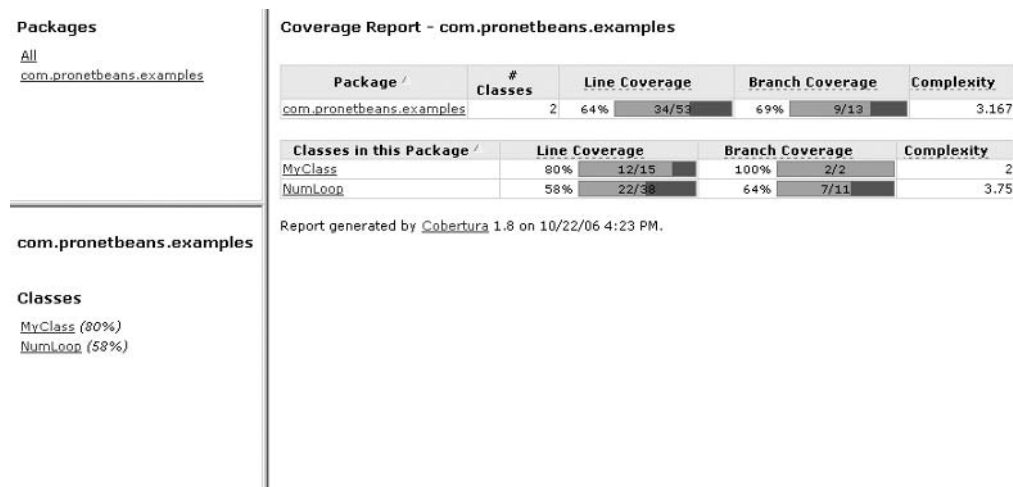 Packages
All
com.pronetbeans.examples
com.pronetbeans.examples
Classes
MyClass (80%)
NumLoop (58%)
Coverage Report - com.pronetbeans.examples
Package # Classes Line Coverage Branch Coverage Complexity
com.pronetbeans.examples 2 64% 34/53 69% 9/13 3.167
Classes in this Package Line Coverage Branch Coverage Complexity
MyClass 80% 12/15 100% 2/2 2
NumLoop 58% 22/38 64% 7/11 3.75
Report generated by Cobertura 1.8 on 10/22/06 4:23 PM.